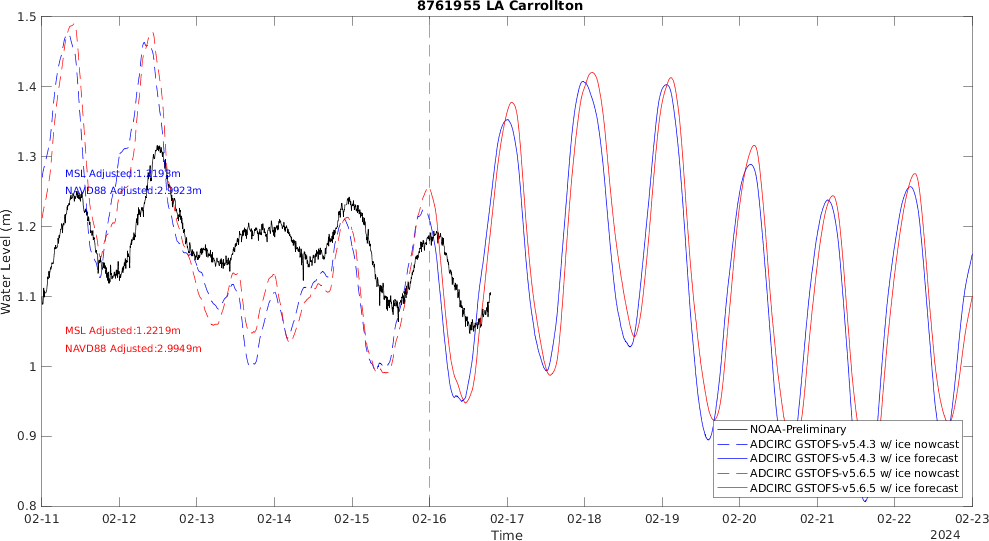 8761955 LA Carrollton
Water Level (m)
1.5
1.4
1.3
1.2
1.1
1
0.9
0.8
MSL Adjusted:1.2193m
NAVD88 Adjusted:2.9923m
MSL Adjusted:1.2219m
NAVD88 Adjusted:2.9949m
NOAA-Preliminary
ADCIRC GSTOFS-v5.4.3 w/ ice nowcast
ADCIRC GSTOFS-v5.4.3 w/ ice forecast
ADCIRC GSTOFS-v5.6.5 w/ ice nowcast
ADCIRC GSTOFS-v5.6.5 w/ ice forecast
02-11 02-12 02-13 02-14 02-15 02-16 02-17 02-18 02-19 02-20 02-21 02-22 02-23
Time
2024